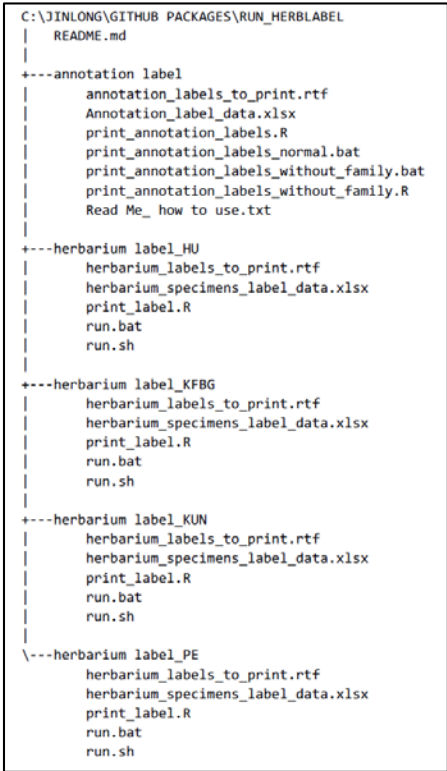 C:\JINLONG\GITHUB PACKAGES\RUN_HERBLABEL
|   README.md
|
+---annotation label
|       annotation_labels_to_print.rtf
|       Annotation_label_data.xlsx
|       print_annotation_labels.R
|       print_annotation_labels_normal.bat
|       print_annotation_labels_without_family.bat
|       print_annotation_labels_without_family.R
|       Read Me_ how to use.txt
|
+---herbarium label_HU
|       herbarium_labels_to_print.rtf
|       herbarium_specimens_label_data.xlsx
|       print_label.R
|       run.bat
|       run.sh
|
+---herbarium label_KFBG
|       herbarium_labels_to_print.rtf
|       herbarium_specimens_label_data.xlsx
|       print_label.R
|       run.bat
|       run.sh
|
+---herbarium label_KUN
|       herbarium_labels_to_print.rtf
|       herbarium_specimens_label_data.xlsx
|       print_label.R
|       run.bat
|       run.sh
|
\---herbarium label_PE
        herbarium_labels_to_print.rtf
        herbarium_specimens_label_data.xlsx
        print_label.R
        run.bat
        run.sh